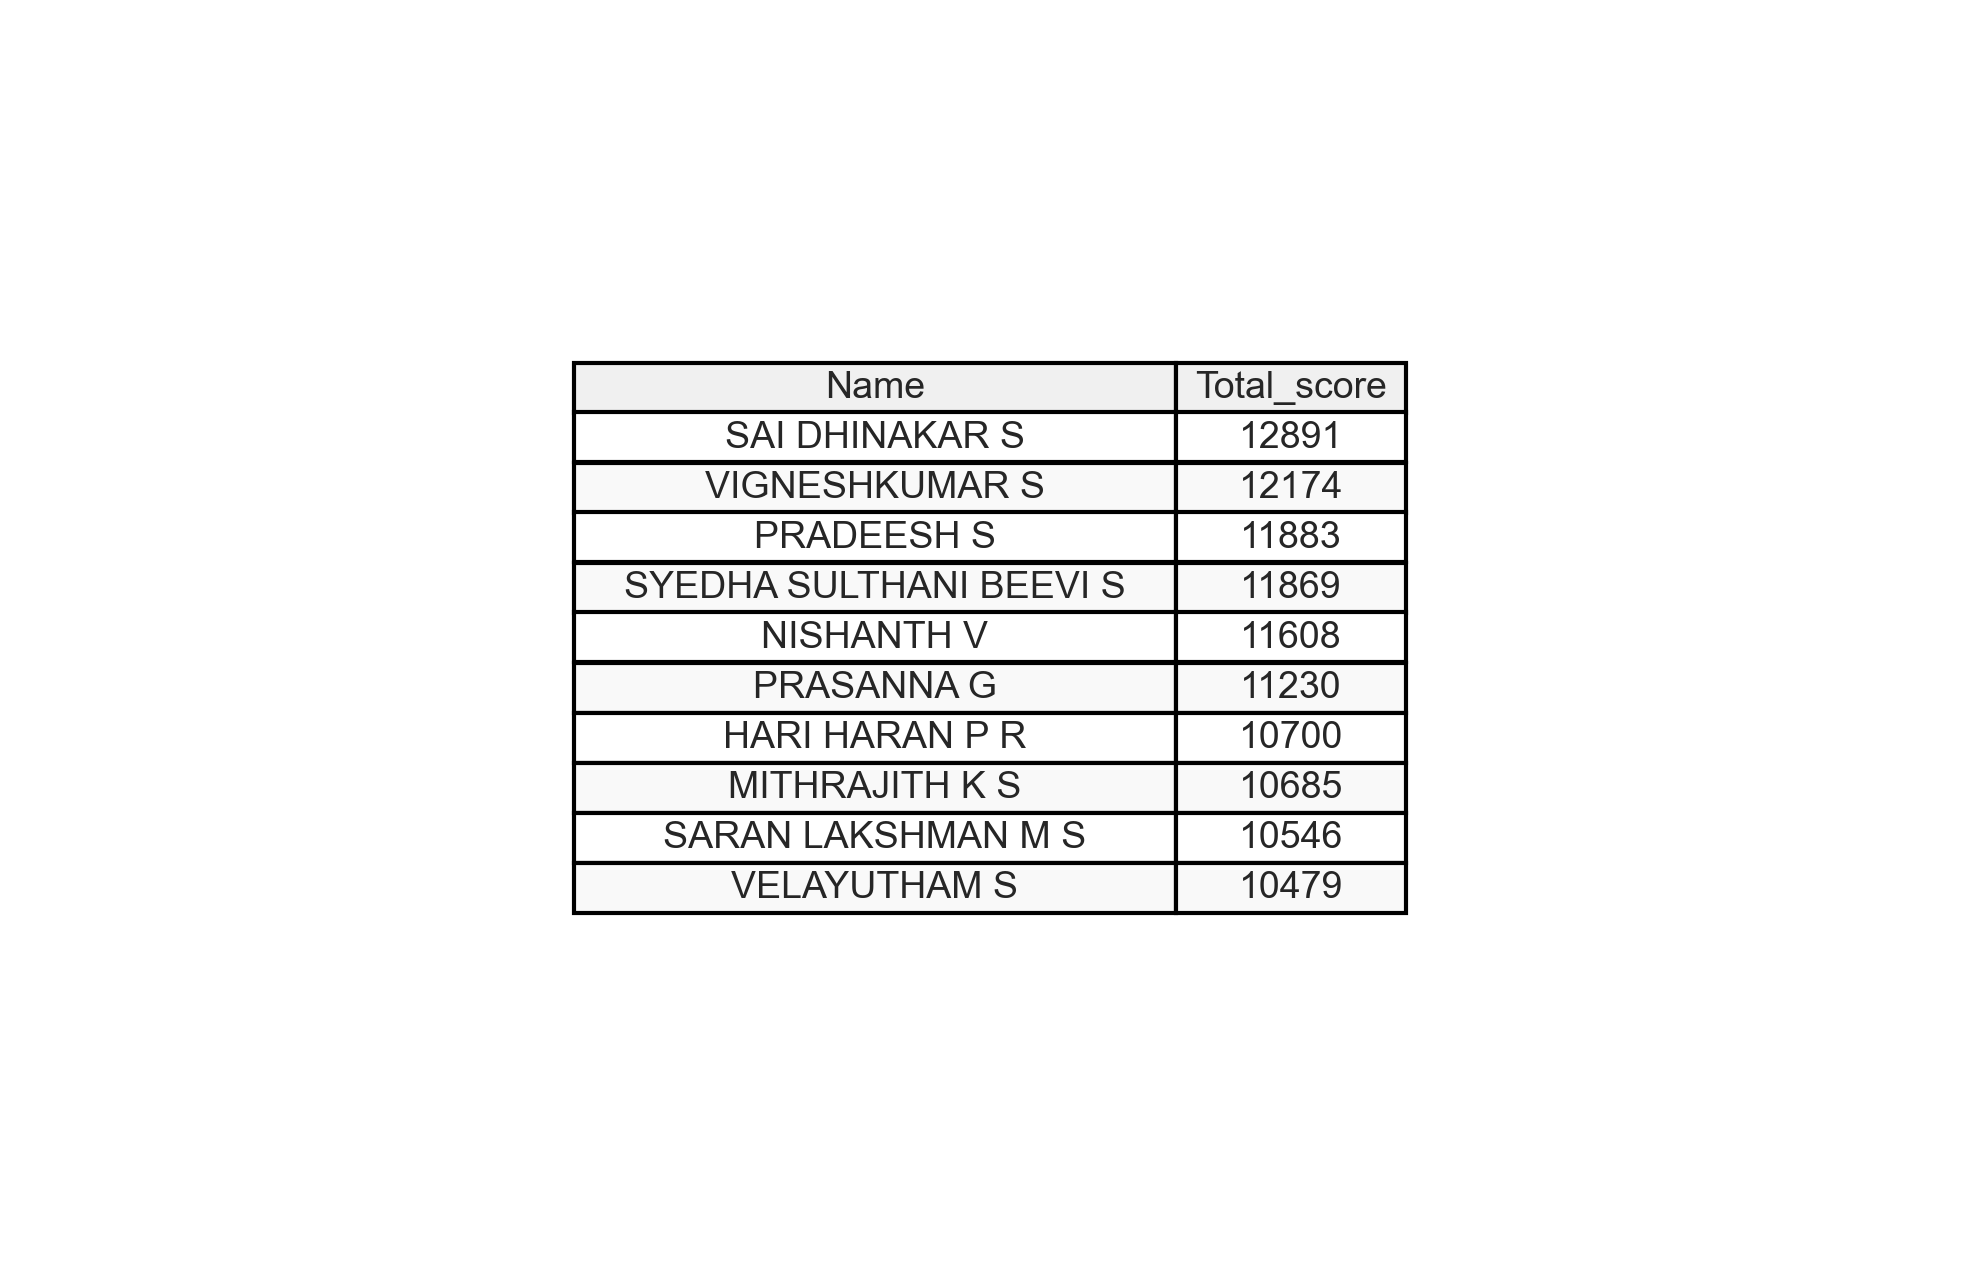 Name Total_score
SAI DHINAKAR S 12891
VIGNESHKUMAR S 12174
PRADEESH S 11883
SYEDHA SULTHANI BEEVI S 11869
NISHANTH V 11608
PRASANNA G 11230
HARI HARAN P R 10700
MITHRAJITH K S 10685
SARAN LAKSHMAN M S 10546
VELAYUTHAM S 10479